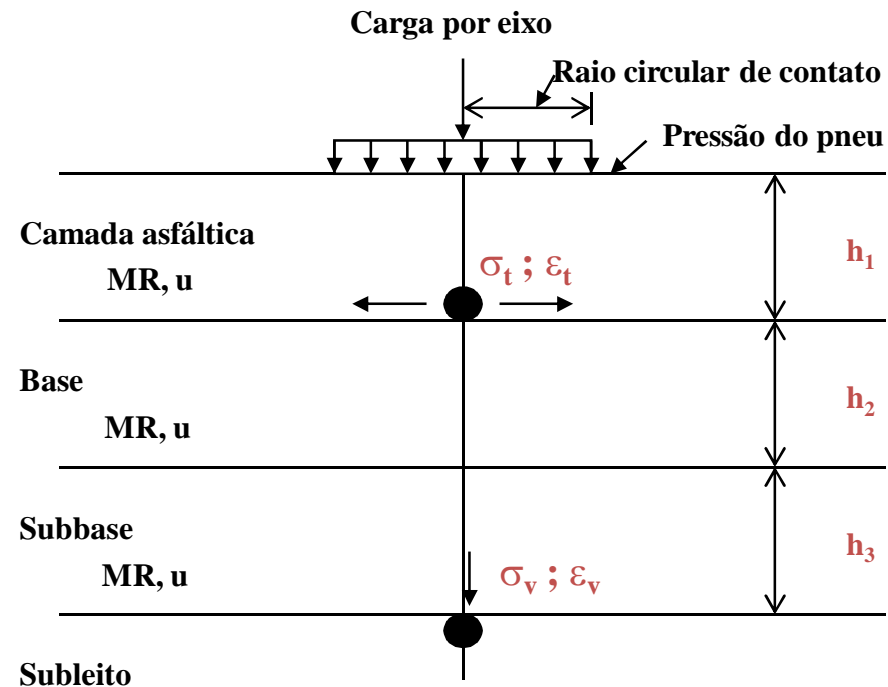 Carga por eixo
Raio circular de contato
Pressão do pneu
Camada asfáltica
MR, u
σt ; εt
h1
Base
MR, u
h2
Subbase
MR, u
σv ; εv
h3
Subleito